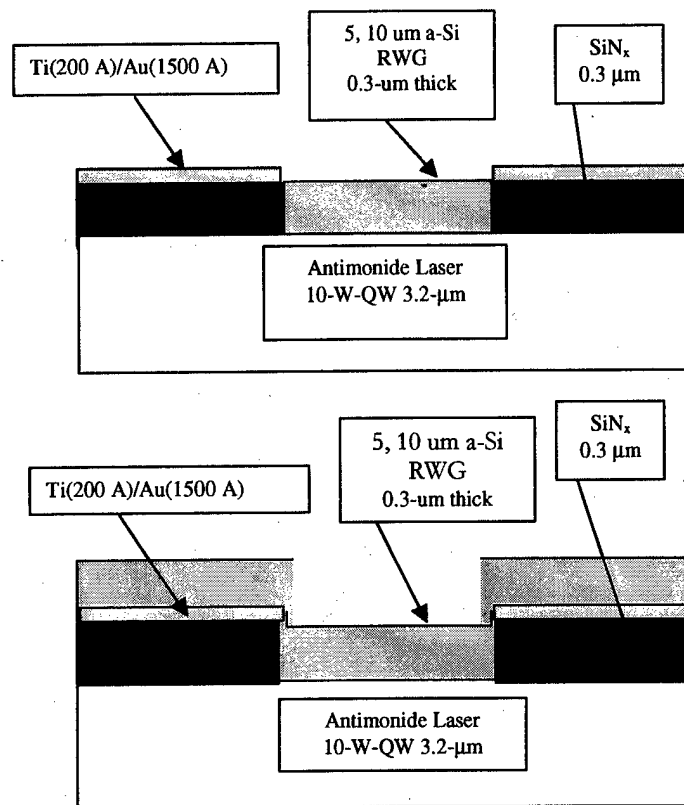 5, 10 um a-Si
RWG
0.3-um thick
SiNx
0.3 μm
Ti(200 A)/Au(1500 A)
Antimonide Laser
10-W-QW 3.2-μm
5, 10 um a-Si
RWG
0.3-um thick
SiNx
0.3 μm
Ti(200 A)/Au(1500 A)
Antimonide Laser
10-W-QW 3.2-μm